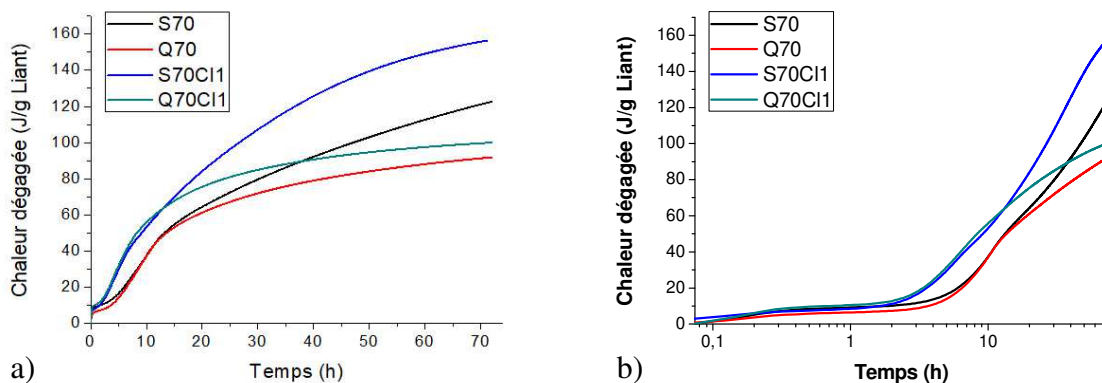 S70
Q70
S70Cl1
Q70Cl1
Chaleur dégagée (J/g Liant)
160
140
120
100
80
60
40
20
0
0 10 20 30 40 50 60 70
Temps (h)
a)
S70
Q70
S70Cl1
Q70Cl1
Chaleur dégagée (J/g Liant)
160
140
120
100
80
60
40
20
0
0,1 1 10
Temps (h)
b)